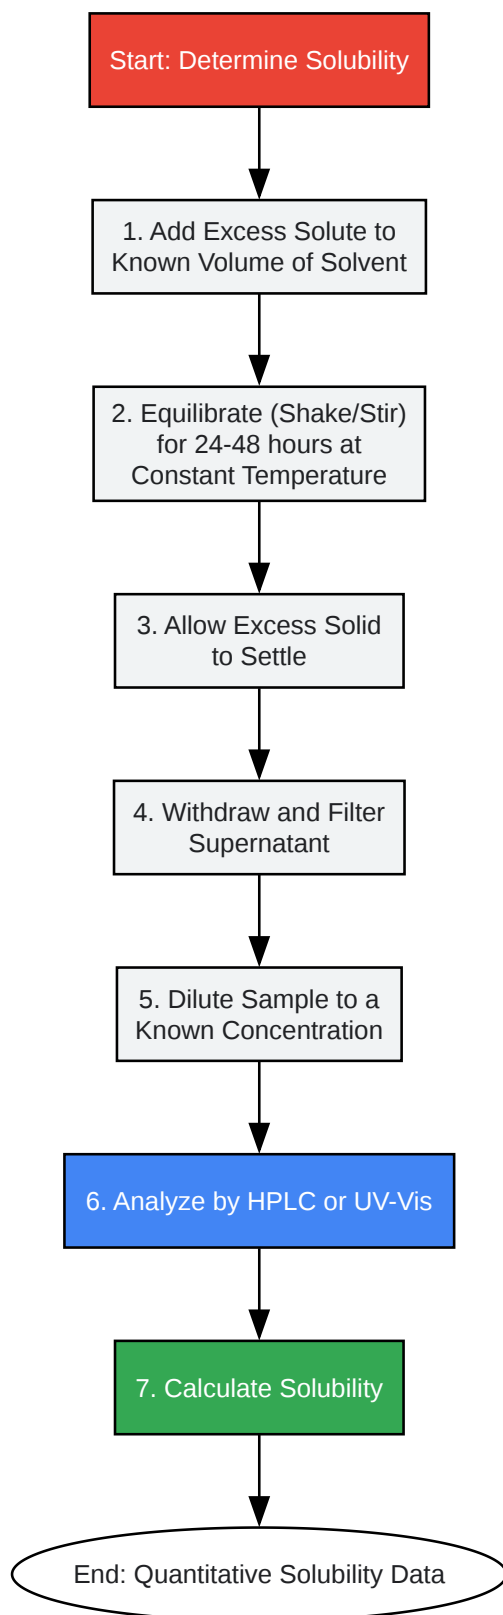 Start: Determine Solubility
1. Add Excess Solute to
Known Volume of Solvent
2. Equilibrate (Shake/Stir)
for 24-48 hours at
Constant Temperature
3. Allow Excess Solid
to Settle
4. Withdraw and Filter
Supernatant
5. Dilute Sample to a
Known Concentration
6. Analyze by HPLC or UV-Vis
7. Calculate Solubility
End: Quantitative Solubility Data